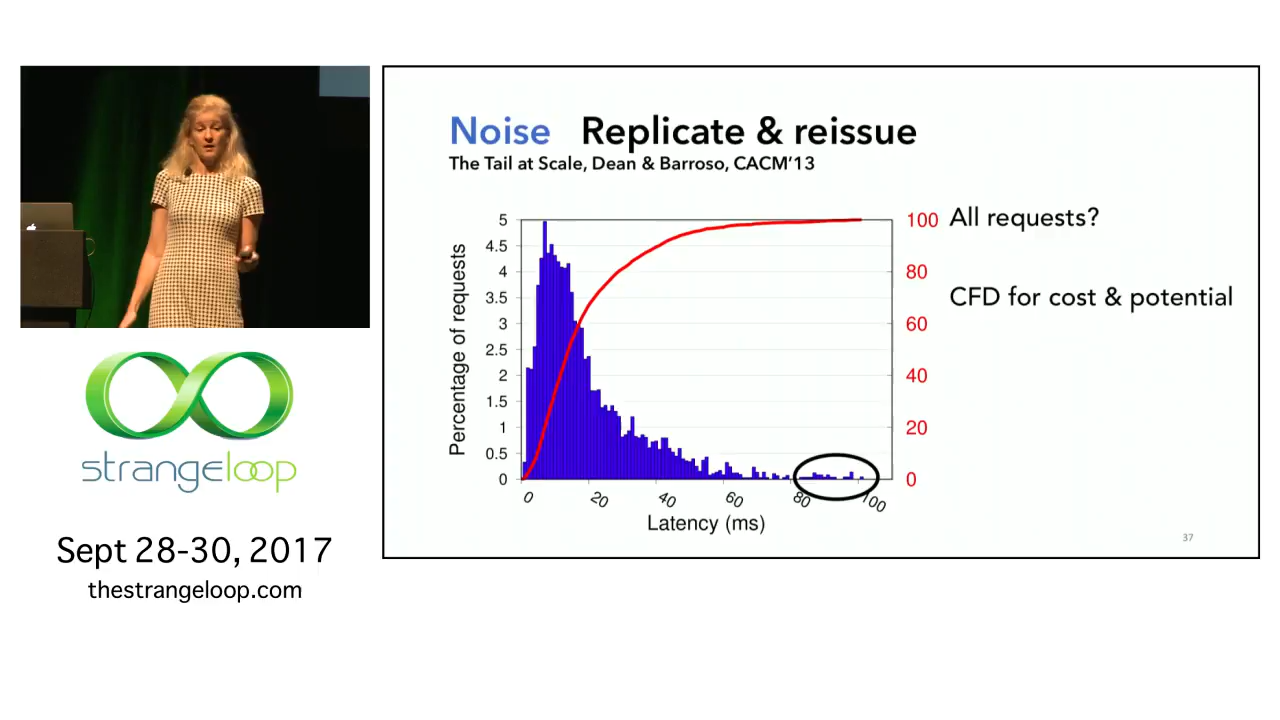 Noise Replicate & reissue
The Tail at Scale, Dean & Barroso, CACM’13
Percentage of requests
5
4.5
4
3.5
3
2.5
2
1.5
1
0.5
0
100
80
60
40
20
0
0 20 40 60 80 100
Latency (ms)
All requests?
CFD for cost & potential
37
strangeloop
Sept 28-30, 2017
thestrangeloop.com